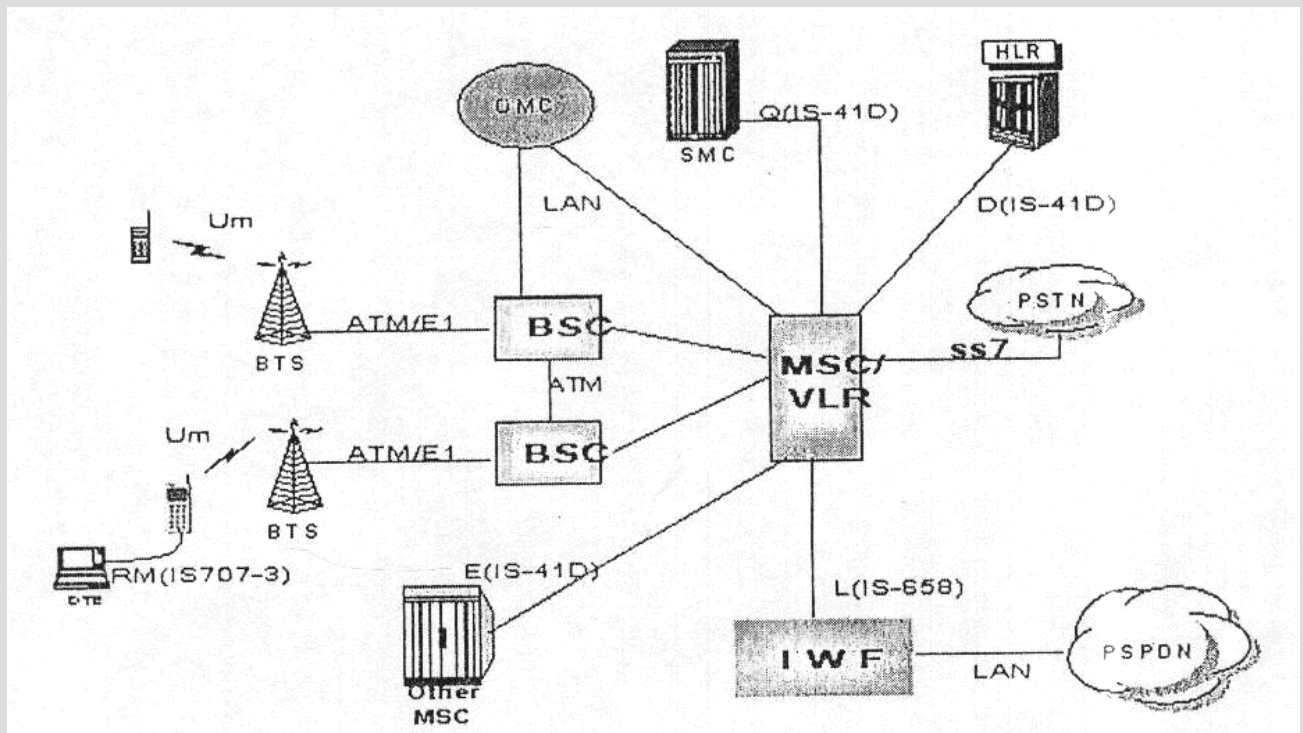 HLR
OMC
Q(IS-41D)
SMC
LAN
D(IS-41D)
Um
PSTN
ATM/E1
BSC
ss7
BTS
MSC/
VLR
ATM
Um
ATM/E1
BSC
BTS
E(IS-41D)
RM(IS707-3)
DTE
L(IS-658)
IWF
PSPDN
LAN
Other
MSC